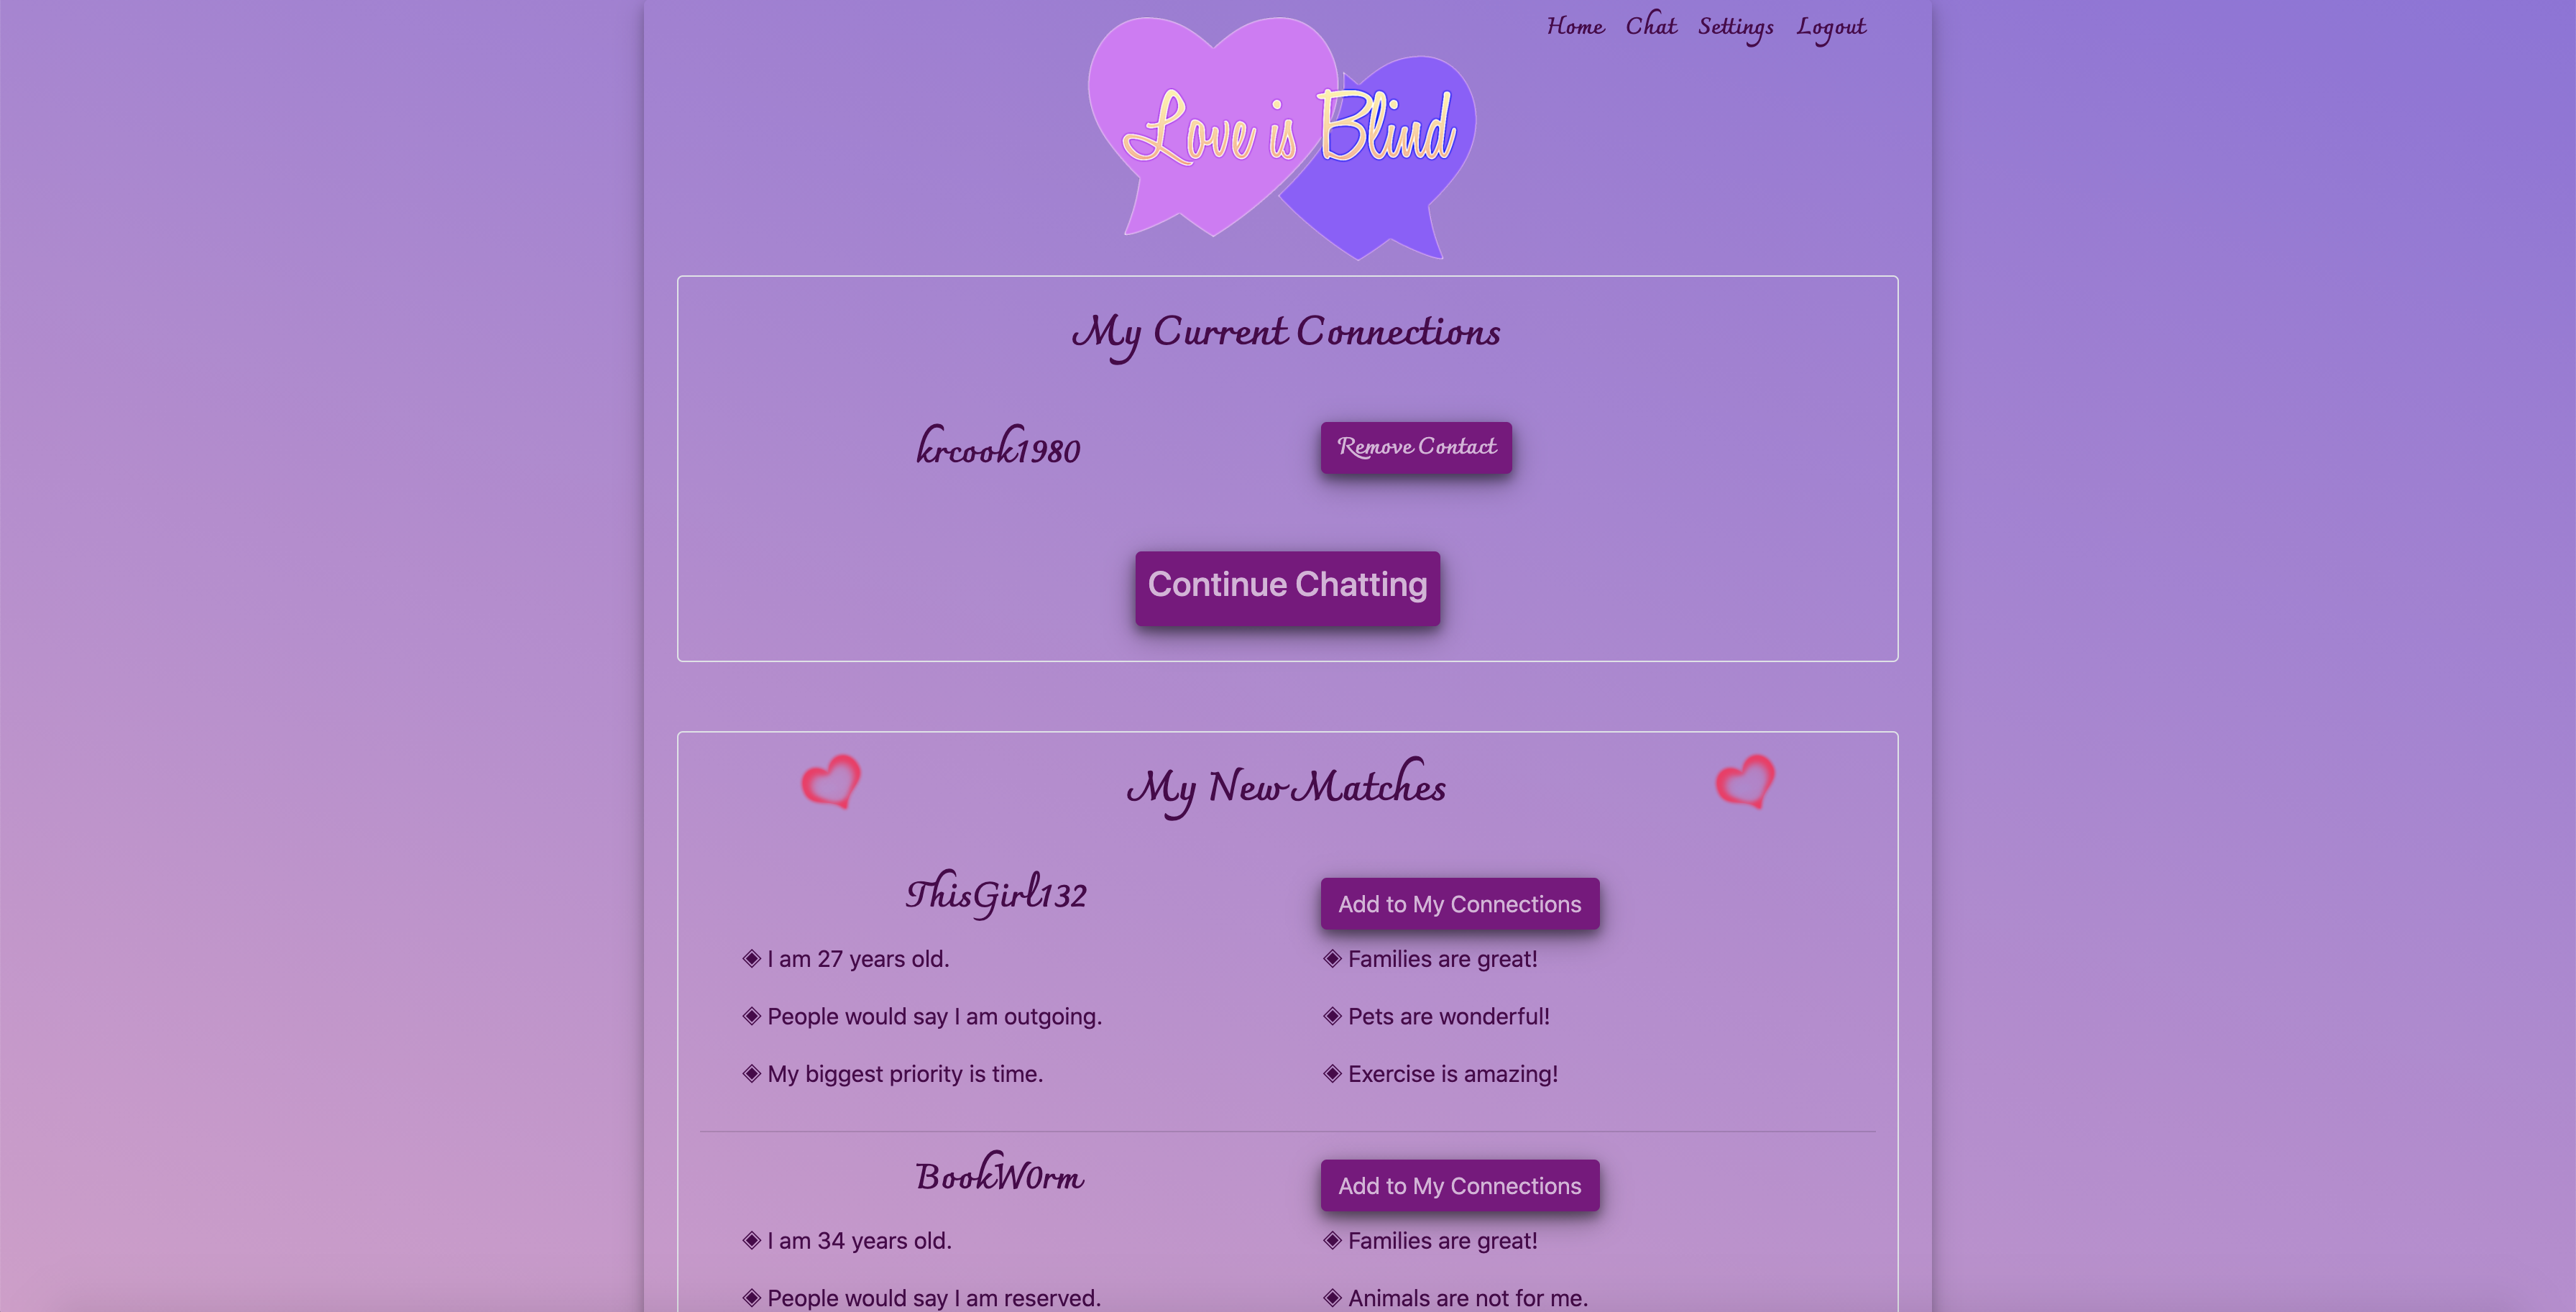 Home Chat Settings Logout
Love is Blind
My Current Connections
krcook1980 Remove Contact
Continue Chatting
My New Matches
ThisGirl132 Add to My Connections
◈ I am 27 years old. ◈ Families are great!
◈ People would say I am outgoing. ◈ Pets are wonderful!
◈ My biggest priority is time. ◈ Exercise is amazing!
BookW0rm Add to My Connections
◈ I am 34 years old. ◈ Families are great!
◈ People would say I am reserved. ◈ Animals are not for me.